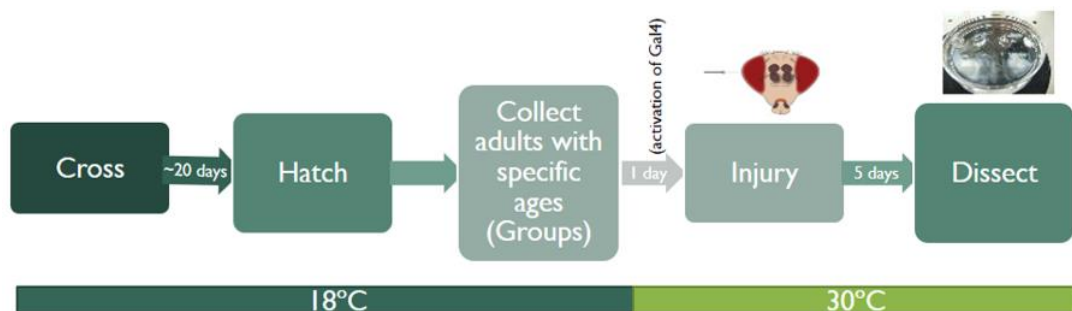 Cross
~20 days
Hatch
Collect
adults with
specific
ages
(Groups)
1 day
(activation of Gal4)
Injury
5 days
Dissect
18ºC
30ºC